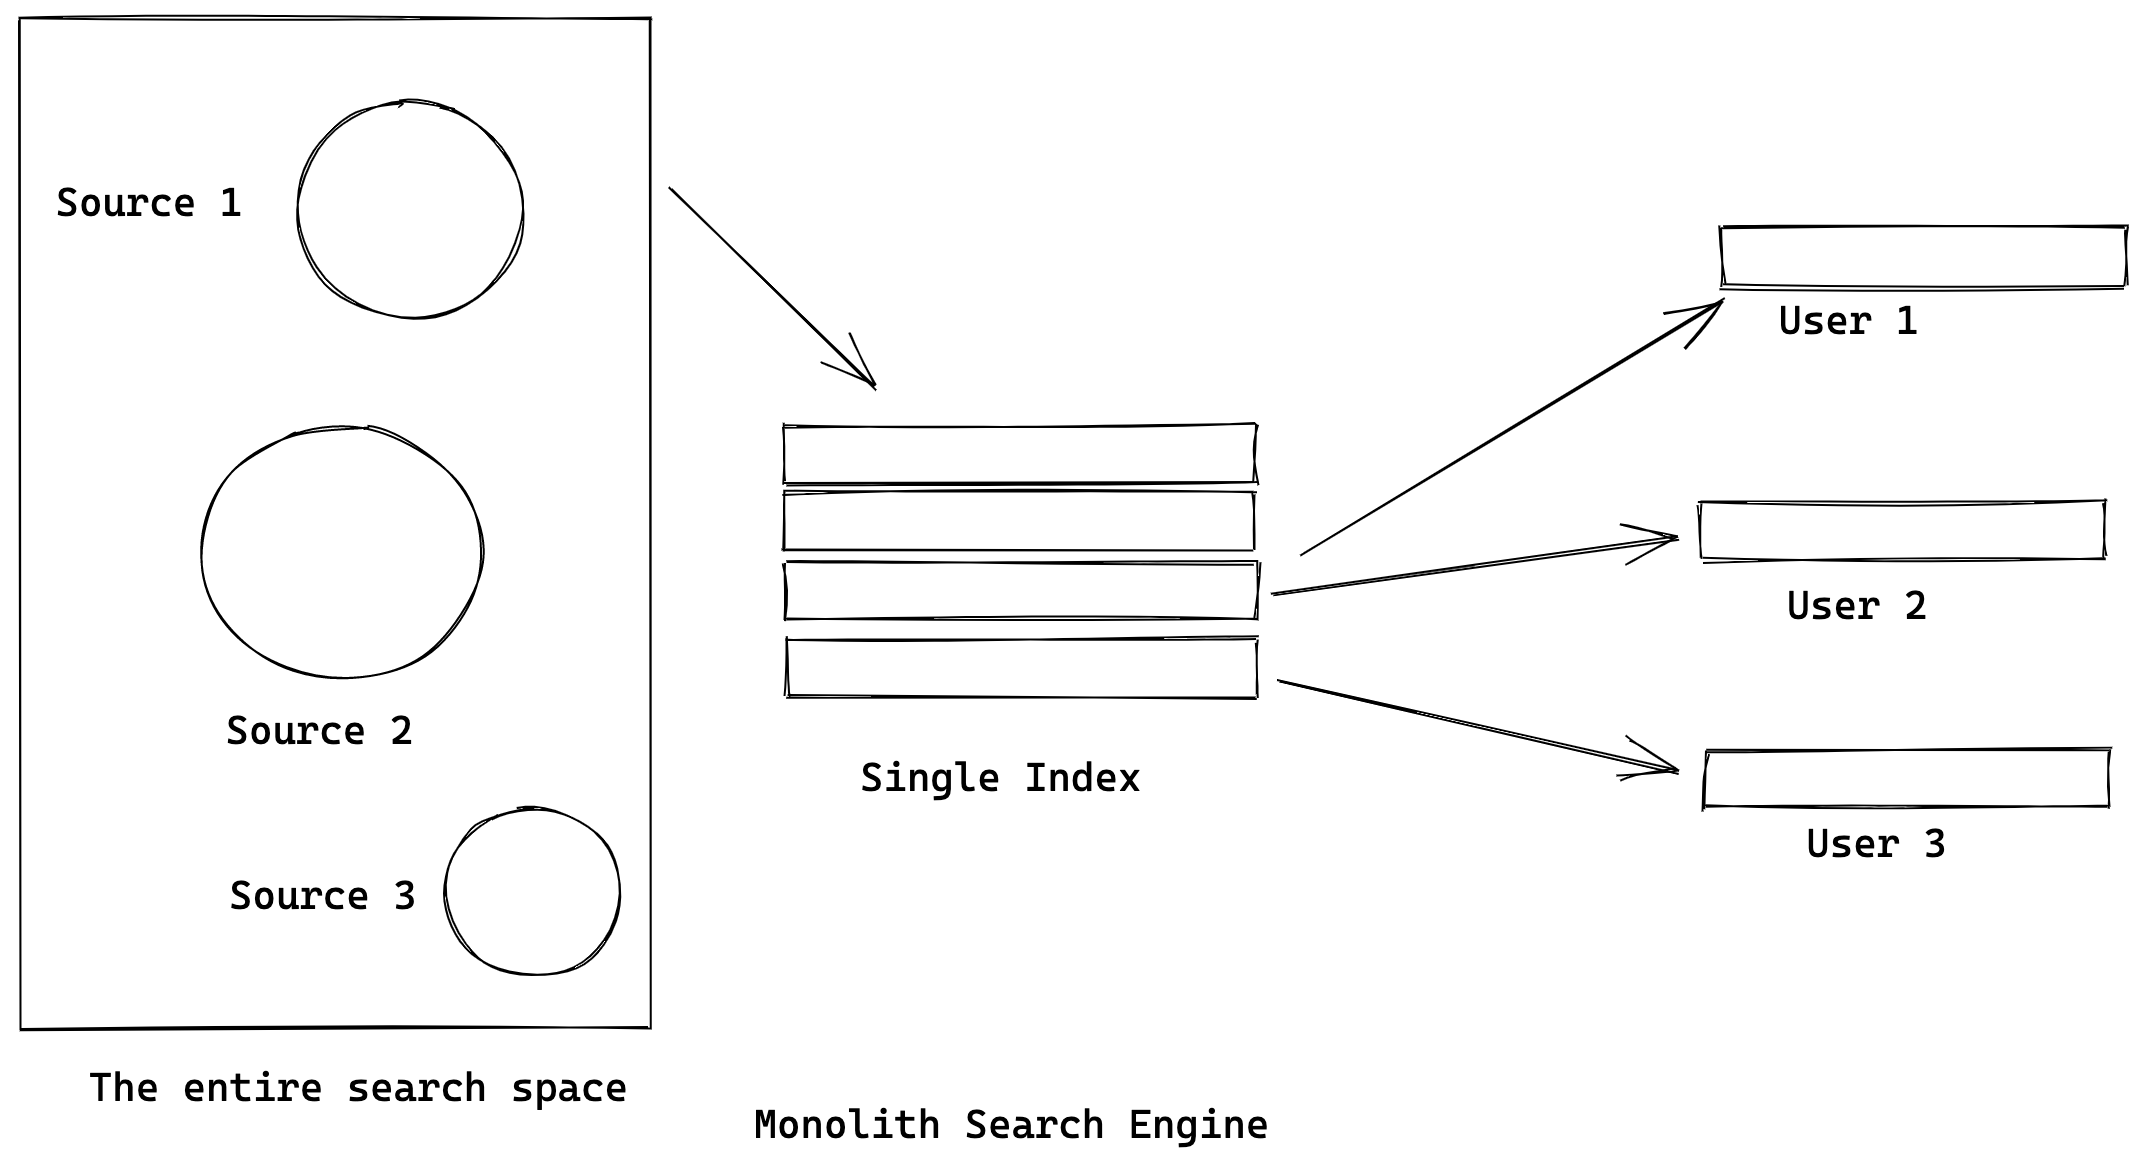 Source 1
Source 2
Source 3
The entire search space
Single Index
User 1
User 2
User 3
Monolith Search Engine